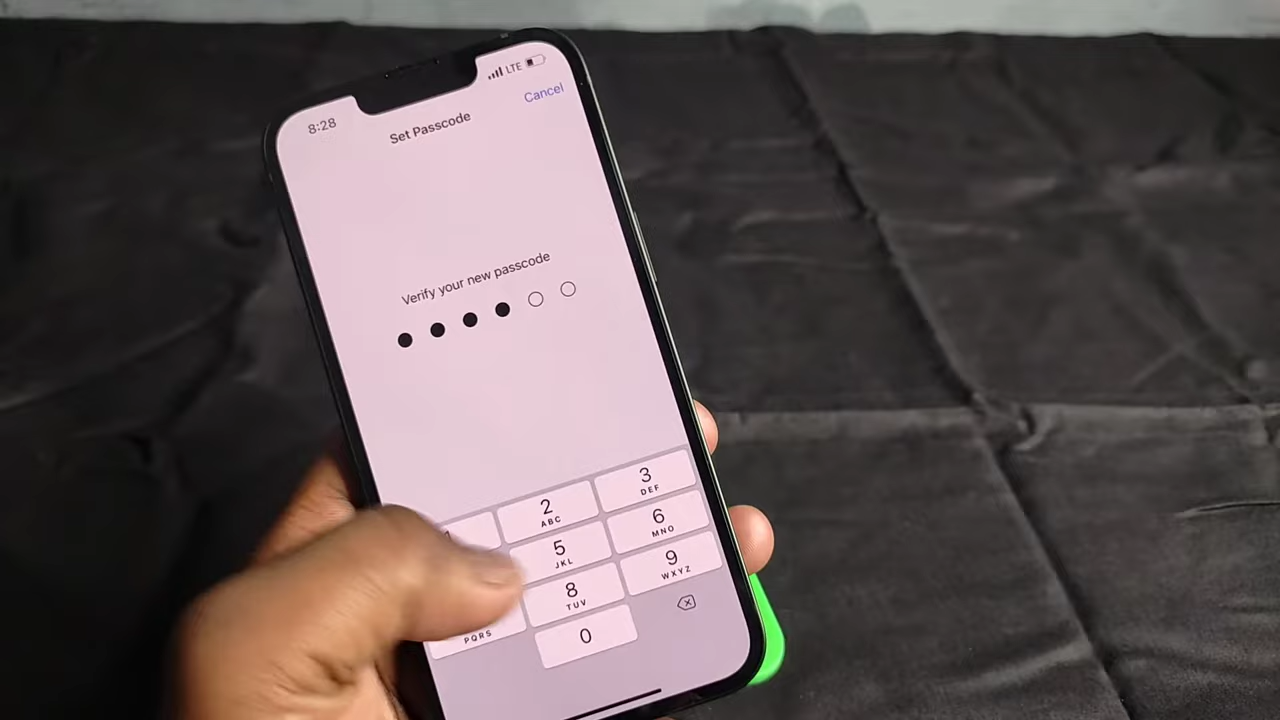 8:28
LTE
Cancel
Set Passcode
Verify your new passcode
2
ABC
3
DEF
5
JKL
6
MNO
PQRS
8
TUV
9
WXYZ
0